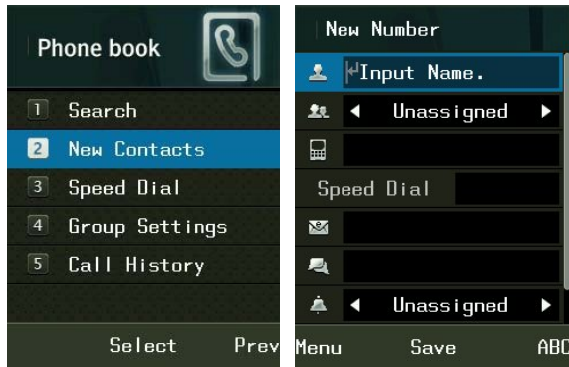 Phone book
1 Search
2 New Contacts
3 Speed Dial
4 Group Settings
5 Call History
Select Prev
New Number
Input Name.
Unassigned
Speed Dial
Unassigned
Menu Save ABC